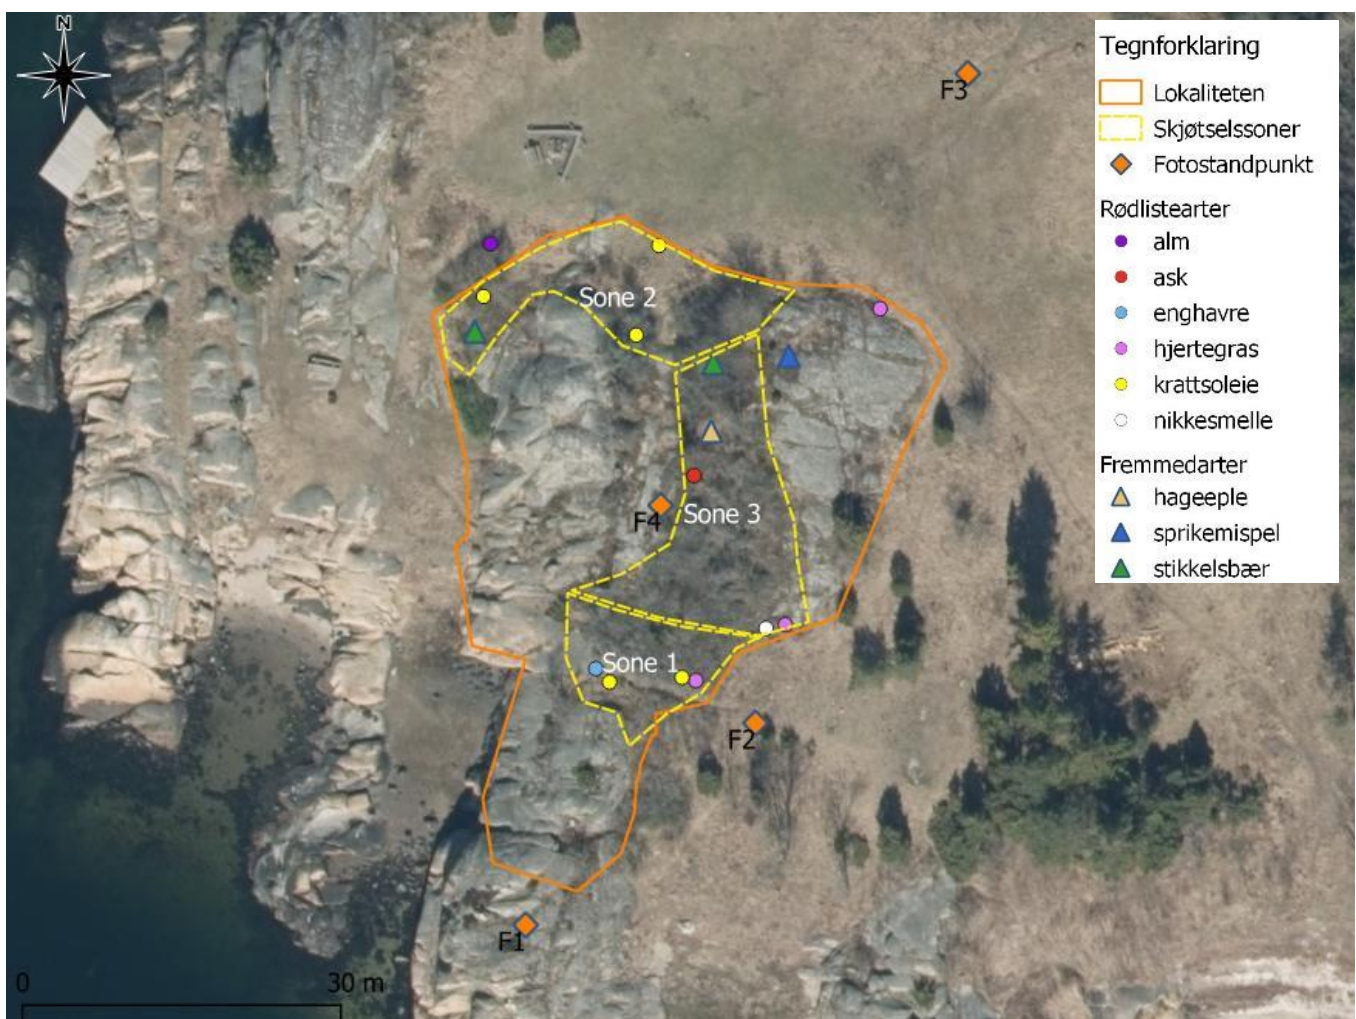 N
F3
Sone 2
F4
Sone 3
Sone 1
F2
F1
0 30 m
Tegnforklaring
Lokaliteten
Skjøtselssoner
Fotostandpunkt
Rødlistearter
alm
ask
enghavre
hjertegras
krattsoleie
nikkesmelle
Fremmedarter
hageeple
sprikemispel
stikkelsbær